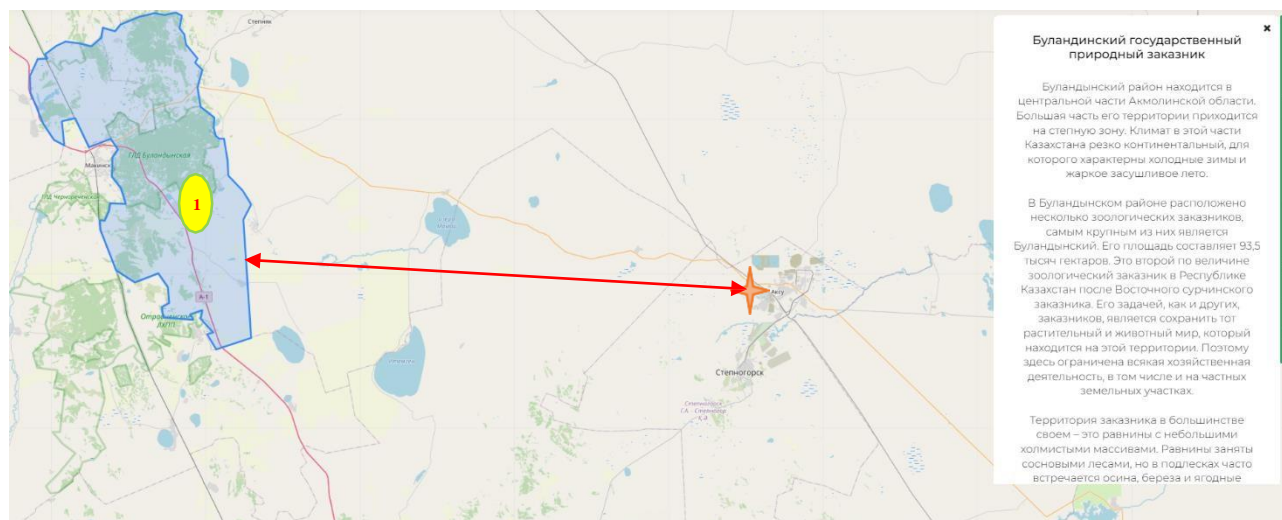 Степняк
Макинск
ГЛД Буландинская
ГЛД Чернореченская
1
А-1
Аксу
Степногорск
Степногорск
Г.А. - Степногор
Қ.Ә
×
Буландинский государственный
природный заказник
Буландынский район находится в
центральной части Акмолинской области.
Большая часть его территории приходится
на степную зону. Климат в этой части
Казахстана резко континентальный, для
которого характерны холодные зимы и
жаркое засушливое лето.
В Буландынском районе расположено
несколько зоологических заказников,
самым крупным из них является
Буландынский. Его площадь составляет 93,5
тысяч гектаров. Это второй по величине
зоологический заказник в Республике
Казахстан после Восточного сурчинского
заказника. Его задачей, как и других,
заказников, является сохранить тот
растительный и животный мир, который
находится на этой территории. Поэтому
здесь ограничена всякая хозяйственная
деятельность, в том числе и на частных
земельных участках.
Территория заказника в большинстве
своем – это равнины с небольшими
холмистыми массивами. Равнины заняты
сосновыми лесами, но в подлесках часто
встречается осина, береза и ягодные